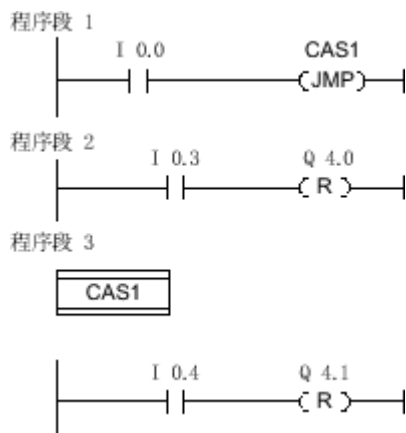 程序段 1
I 0.0 CAS1
(JMP)
程序段 2
I 0.3 Q 4.0
( R )
程序段 3
CAS1
I 0.4 Q 4.1
( R )